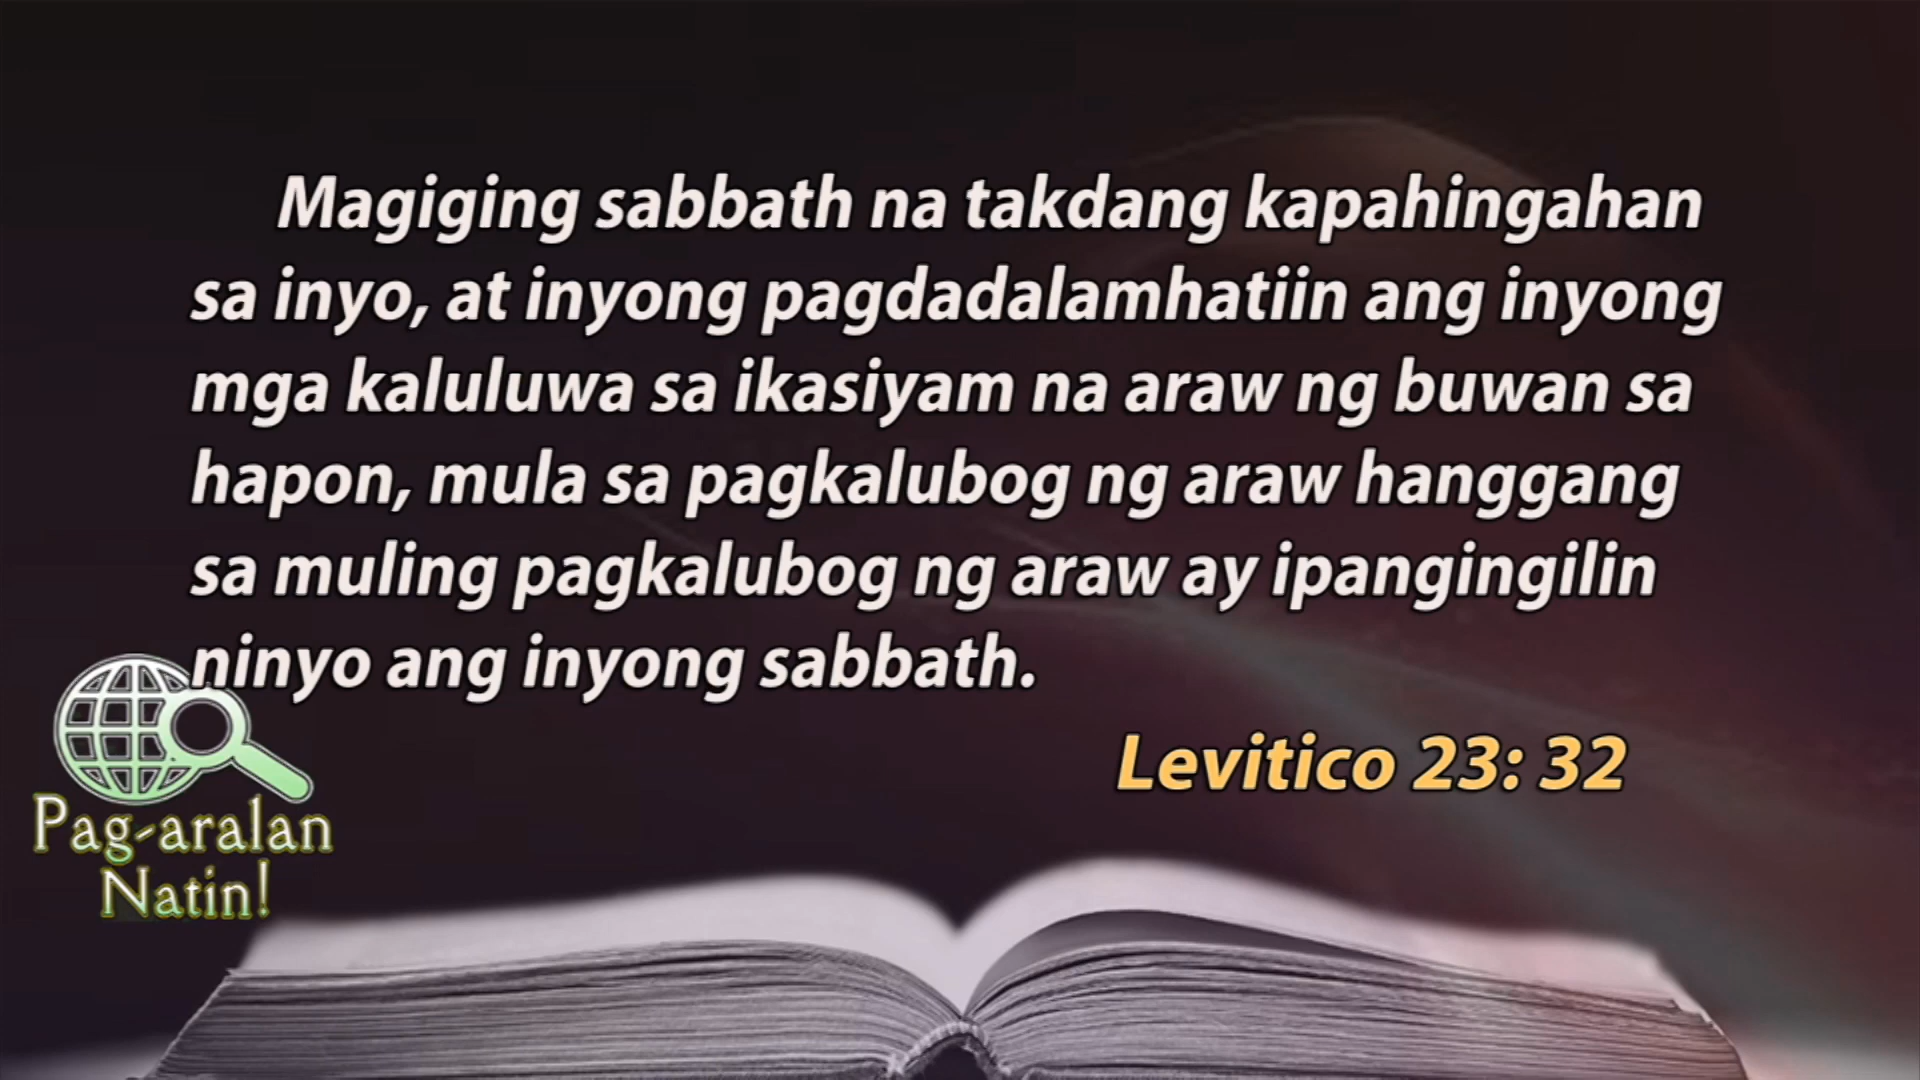 Magiging sabbath na takdang kapahingahan
sa inyo, at inyong pagdadalamhatiin ang inyong
mga kaluluwa sa ikasiyam na araw ng buwan sa
hapon, mula sa pagkalubog ng araw hanggang
sa muling pagkalubog ng araw ay ipangingilin
ninyo ang inyong sabbath.
Levitico 23: 32
Pag-aralan
Natin!